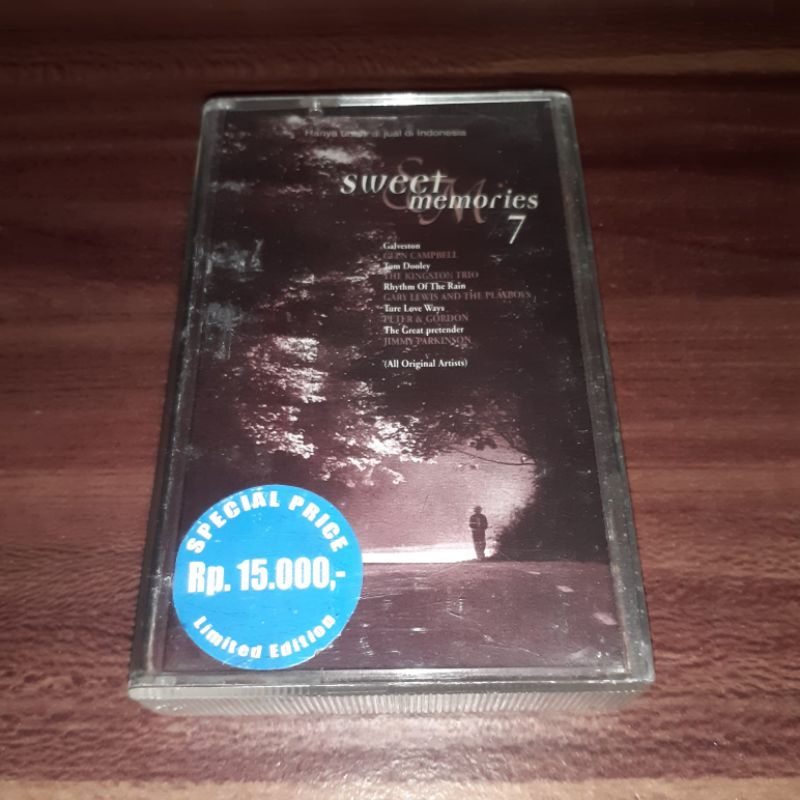 Hanya untuk di jual di Indonesia
sweet
memories
7
Galveston
GLEN CAMPBELL
Tom Dooley
THE KINGSTON TRIO
Rhythm Of The Rain
GARY LEWIS AND THE PLAYBOYS
Ture Love Ways
PETER & GORDON
The Great pretender
JIMMY PARKINSON
(All Original Artists)
SPECIAL PRICE
Rp. 15.000,-
Limited Edition